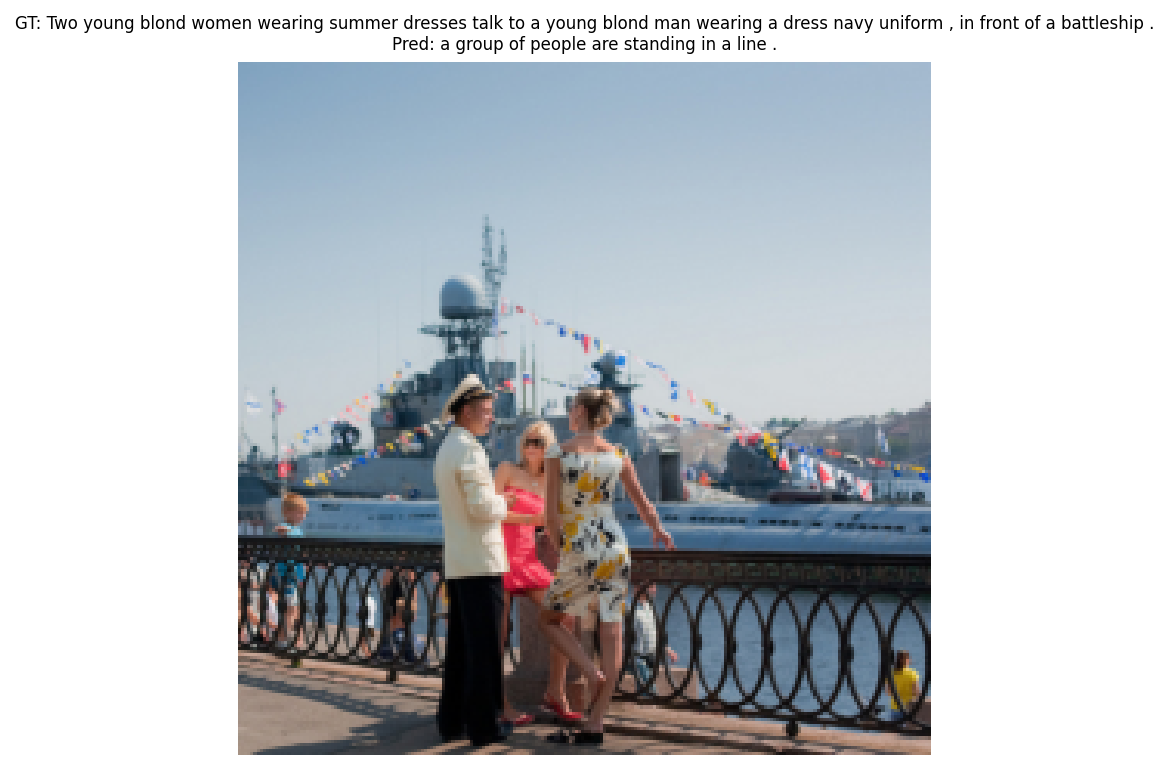 GT: Two young blond women wearing summer dresses talk to a young blond man wearing a dress navy uniform , in front of a battleship .
Pred: a group of people are standing in a line .